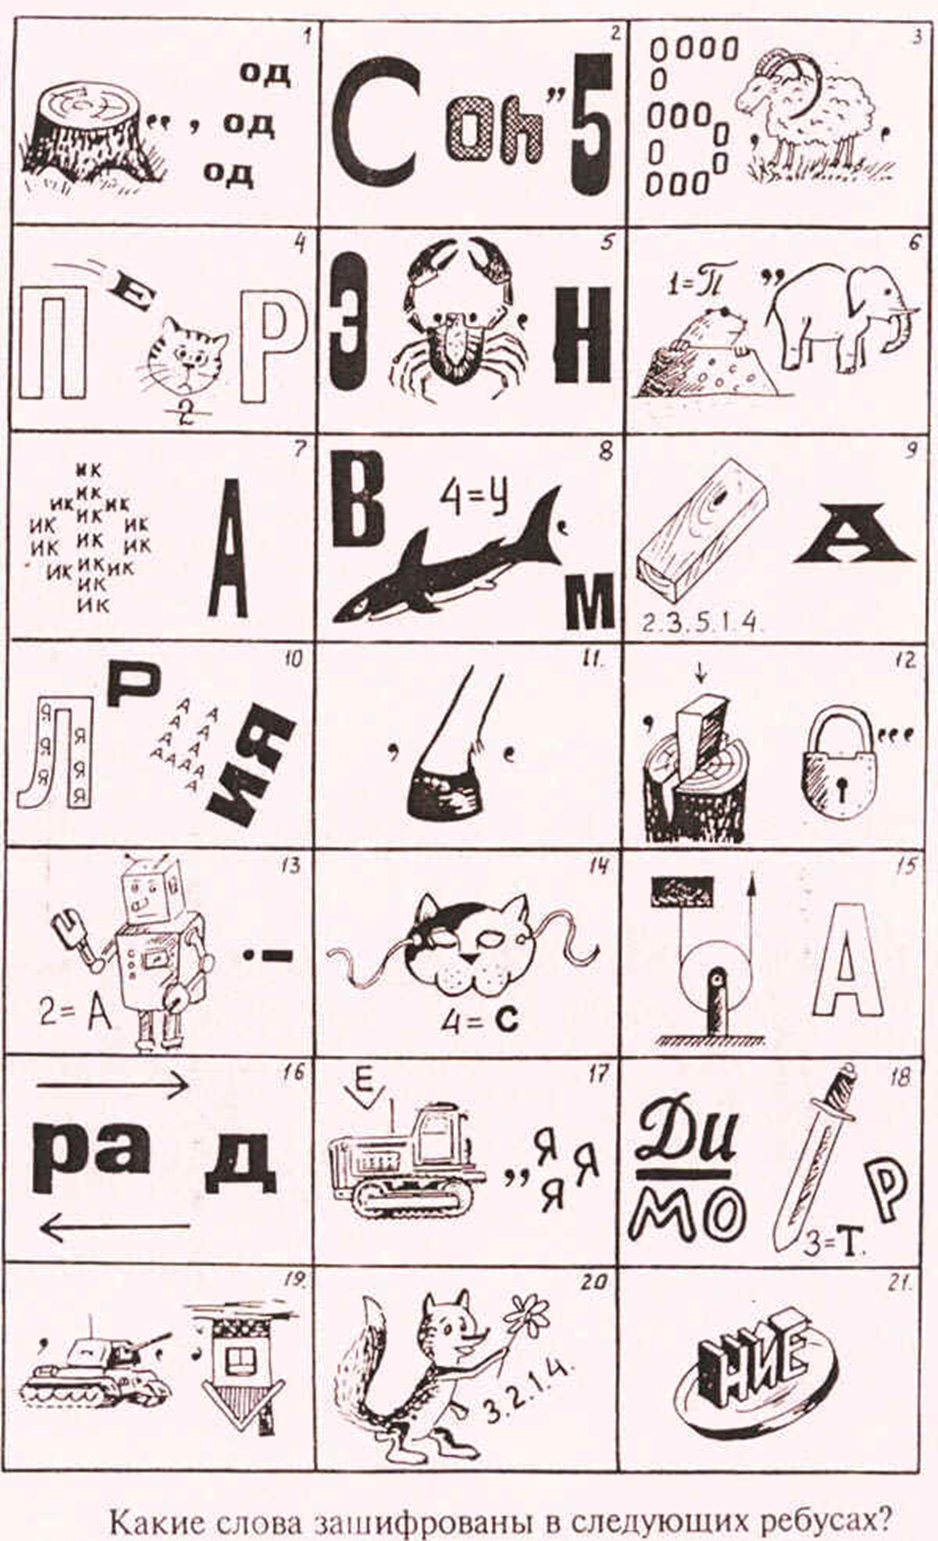 1
од
“ , од
од
2
С он ” 5
3
0000
0
000
0
0
0
000
, ,
4
П Е Р
2
5
Э , Н
6
1=П ”
7
ик
ик
ик ик
ик
ик ик
ик ик ик
ик
ик ик
ик
ик
А
8
В 4=У ,
М
9
А
2.3.5.1.4.
10
Л Р ИЯ
Я Я
Я Я
Я Я
А А
А А
А А
АААА
А
11.
, ,
12
, ,,,
13
2=А
14
4=С
15
А
16
ра д
17
Е
„ Я Я
Я
18
Ди
МО
Р
3=Т.
19.
, , ,
20
3.2.1.4.
21.
НИЕ
Какие слова зашифрованы в следующих ребусах?